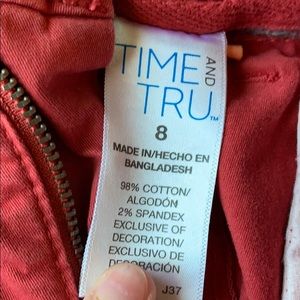 TIME AND
TRU™
8
MADE IN/HECHO EN
BANGLADESH
98% COTTON/
ALGODÓN
2% SPANDEX
EXCLUSIVE OF
DECORATION/
EXCLUSIVO DE
DECORACIÓN
J37